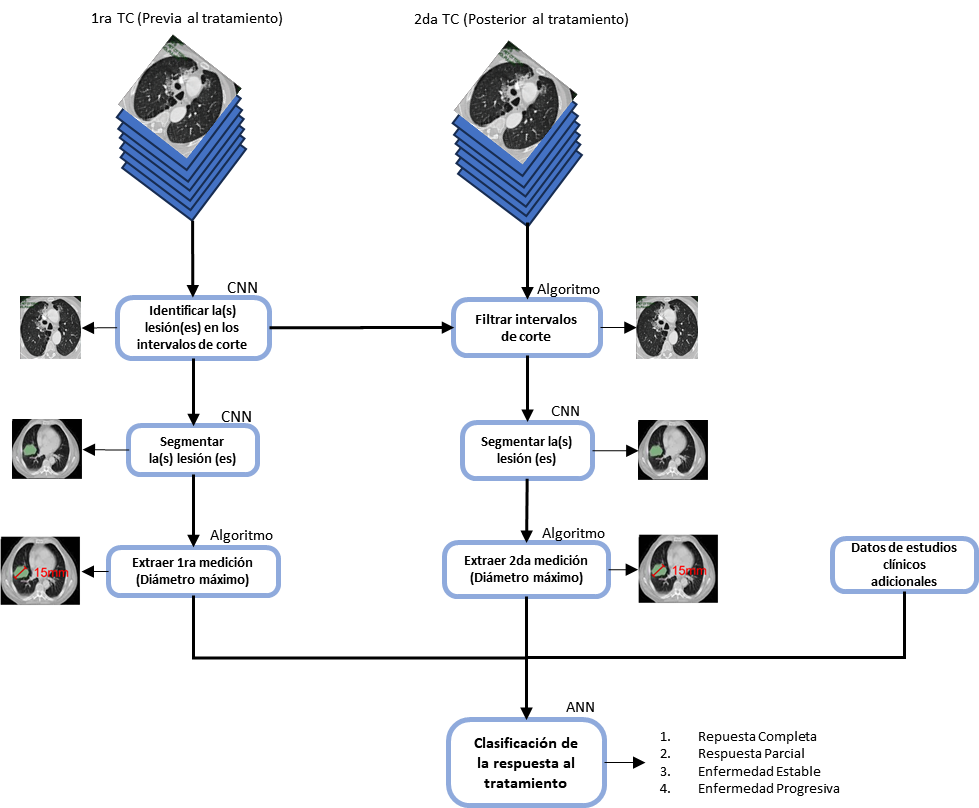 1ra TC (Previa al tratamiento)
2da TC (Posterior al tratamiento)
CNN
Identificar la(s)
lesión(es) en los
intervalos de corte
Algoritmo
Filtrar intervalos
de corte
CNN
Segmentar
la(s) lesión (es)
CNN
Segmentar la(s)
lesión (es)
Algoritmo
Extraer 1ra medición
(Diámetro máximo)
15mm
Algoritmo
Extraer 2da medición
(Diámetro máximo)
15mm
Datos de estudios
clínicos
adicionales
ANN
Clasificación de
la respuesta al
tratamiento
1. Repuesta Completa
2. Respuesta Parcial
3. Enfermedad Estable
4. Enfermedad Progresiva